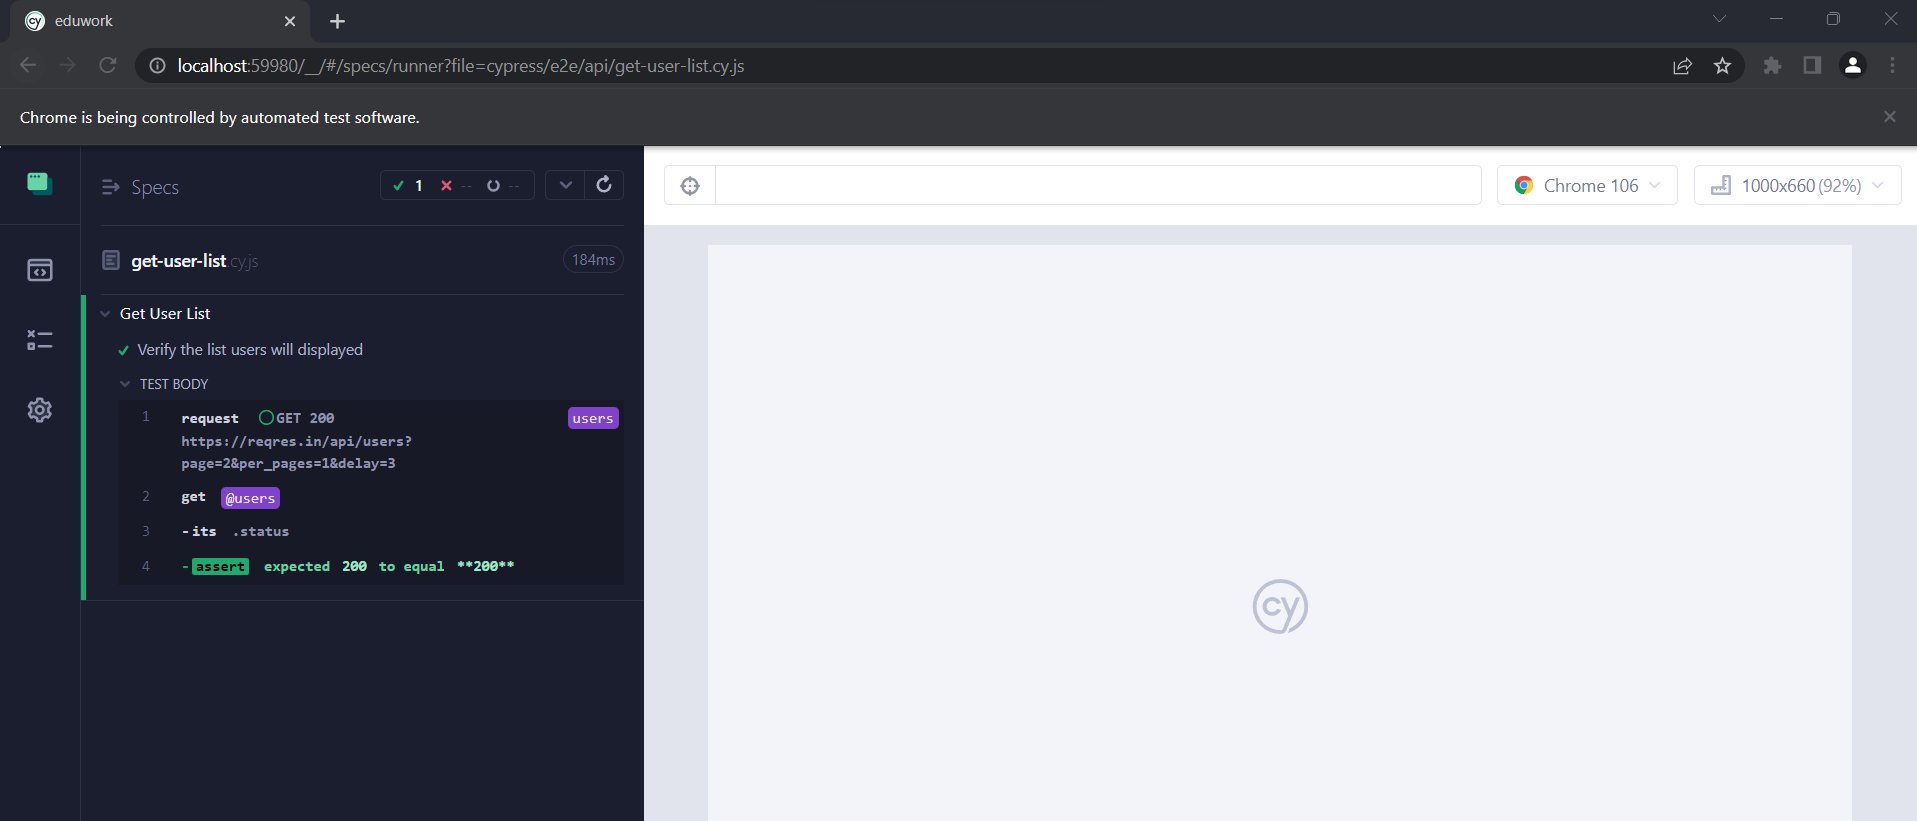 cy eduwork
localhost:59980/__/#/specs/runner?file=cypress/e2e/api/get-user-list.cy.js
Chrome is being controlled by automated test software.
Specs
1 -- --
Chrome 106
1000x660 (92%)
get-user-list.cy.js
184ms
Get User List
Verify the list users will displayed
TEST BODY
1 request GET 200 users
https://reqres.in/api/users?
page=2&per_pages=1&delay=3
2 get @users
3 -its .status
4 -assert expected 200 to equal **200**
cy